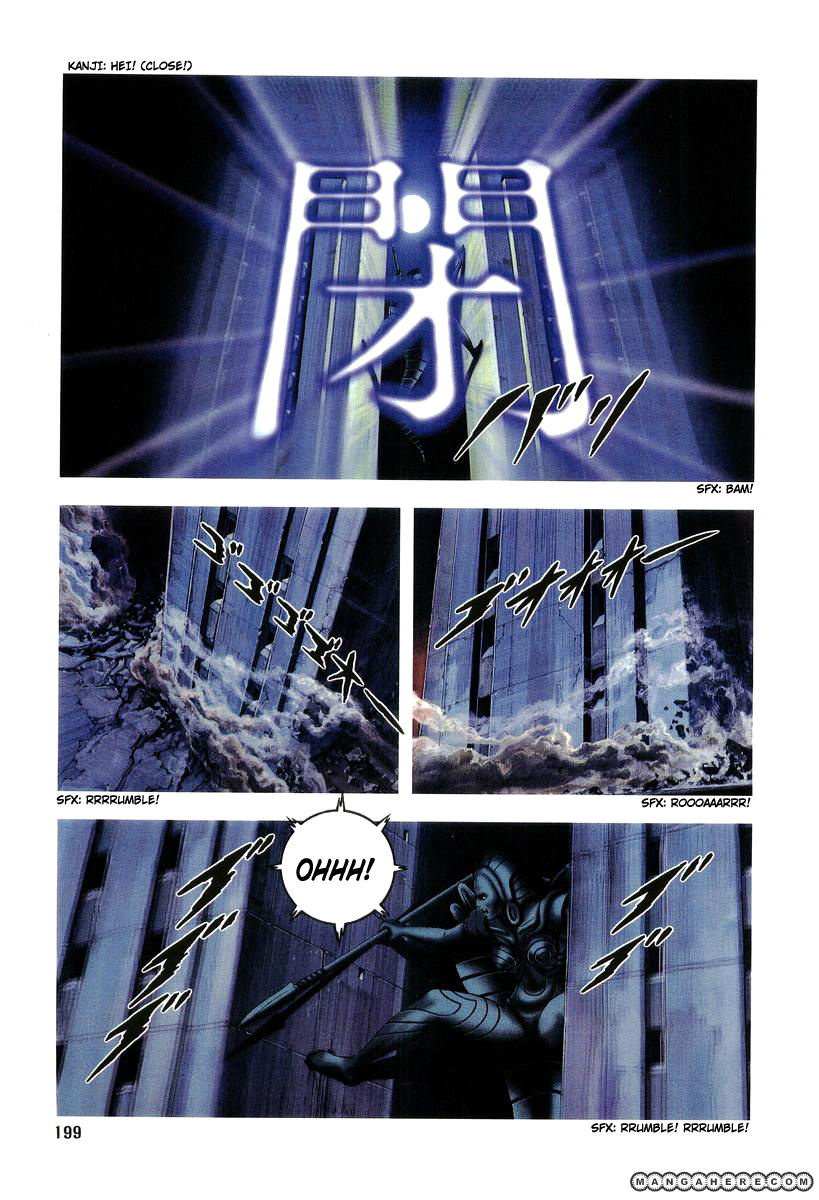 KANJI: HEI! (CLOSE!)
閉
バッ
SFX: BAM!
ゴゴゴゴオー
ゴオオオー
SFX: RRRRUMBLE!
SFX: ROOOAAARRR!
OHHH!
ゴゴゴ
ゴゴ
SFX: RRUMBLE! RRRUMBLE!
199
MANGAHERE.COM